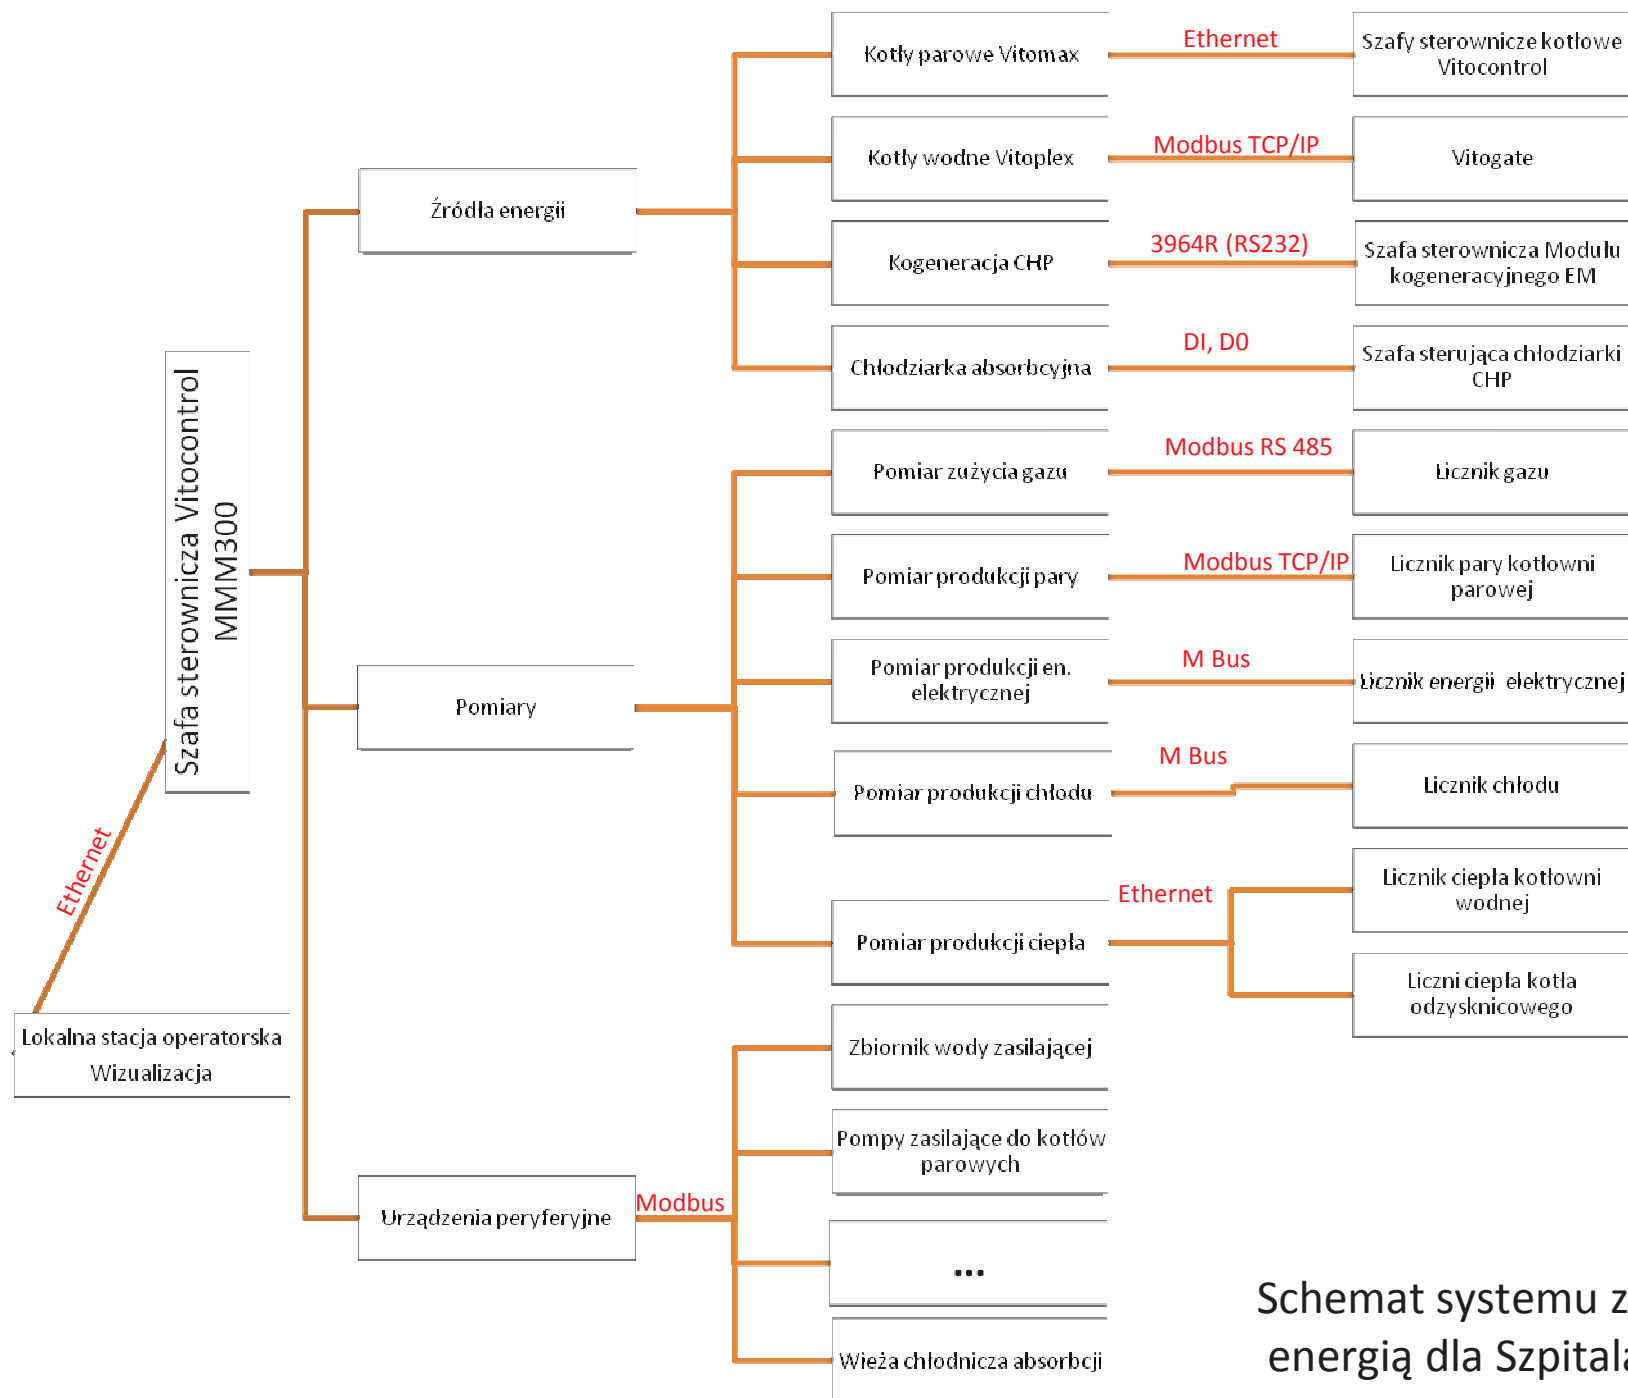 Szafa sterownicza Vitocontrol
MMM300
Ethernet
Lokalna stacja operatorska
Wizualizacja
Źródła energii
Kotły parowe Vitomax
Ethernet
Szafy sterownicze kotłowe
Vitocontrol
Kotły wodne Vitoplex
Modbus TCP/IP
Vitogate
Kogeneracja CHP
3964R (RS232)
Szafa sterownicza Modułu
kogeneracyjnego EM
Chłodziarka absorbcyjna
DI, D0
Szafa sterująca chłodziarki
CHP
Pomiary
Pomiar zużycia gazu
Modbus RS 485
Licznik gazu
Pomiar produkcji pary
Modbus TCP/IP
Licznik pary kotłowni
parowej
Pomiar produkcji en.
elektrycznej
M Bus
Licznik energii elektrycznej
Pomiar produkcji chłodu
M Bus
Licznik chłodu
Pomiar produkcji ciepła
Ethernet
Licznik ciepła kotłowni
wodnej
Liczni ciepła kotła
odzysknicowego
Urządzenia peryferyjne
Modbus
Zbiornik wody zasilającej
Pompy zasilające do kotłów
parowych
...
Wieża chłodnicza absorbcji
Schemat systemu z
energią dla Szpitala